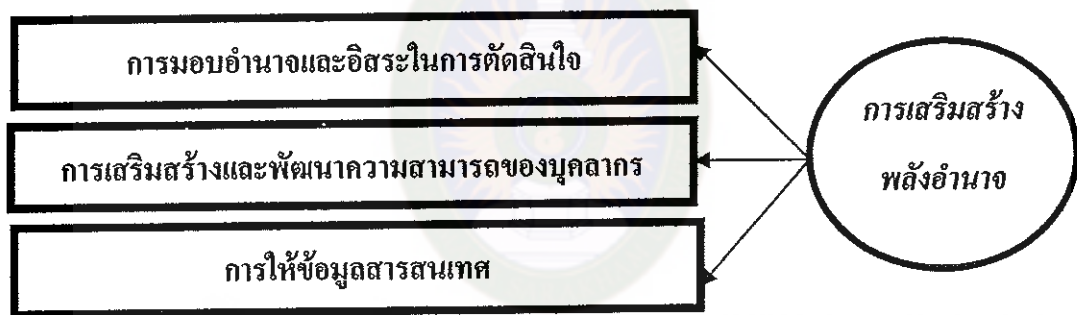 การมอบอำนาจและอิสระในการตัดสินใจ
การเสริมสร้างและพัฒนาความสามารถของบุคลากร
การให้ข้อมูลสารสนเทศ
การเสริมสร้าง
พลังอำนาจ